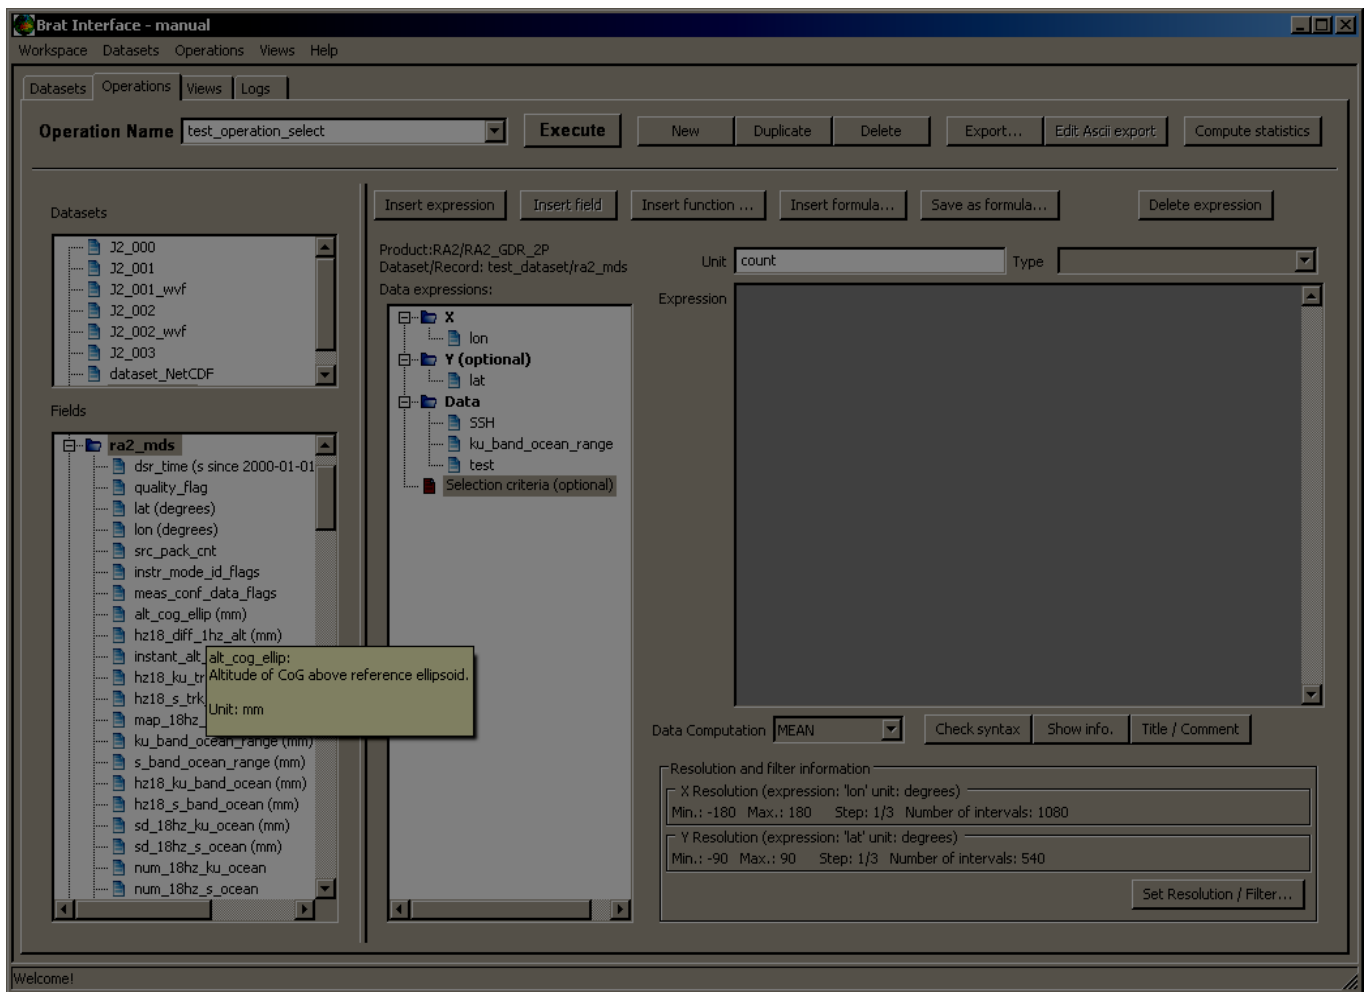 Brat Interface - manual
Workspace Datasets Operations Views Help
Datasets Operations Views Logs
Operation Name test_operation_select Execute New Duplicate Delete Export... Edit Ascii export Compute statistics
Datasets
J2_000
J2_001
J2_001_wvf
J2_002
J2_002_wvf
J2_003
dataset_NetCDF
Fields
ra2_mds
dsr_time (s since 2000-01-01
quality_flag
lat (degrees)
lon (degrees)
src_pack_cnt
instr_mode_id_flags
meas_conf_data_flags
alt_cog_ellip (mm)
hz18_diff_1hz_alt (mm)
instant_alt_
hz18_ku_tr
hz18_s_trk
map_18hz_
ku_band_ocean_range (mm)
s_band_ocean_range (mm)
hz18_ku_band_ocean (mm)
hz18_s_band_ocean (mm)
sd_18hz_ku_ocean (mm)
sd_18hz_s_ocean (mm)
num_18hz_ku_ocean
num_18hz_s_ocean
alt_cog_ellip:
Altitude of CoG above reference ellipsoid.
Unit: mm
Insert expression Insert field Insert function ... Insert formula... Save as formula... Delete expression
Product:RA2/RA2_GDR_2P
Dataset/Record: test_dataset/ra2_mds
Data expressions:
X
lon
Y (optional)
lat
Data
SSH
ku_band_ocean_range
test
Selection criteria (optional)
Unit count Type
Expression
Data Computation MEAN Check syntax Show info. Title / Comment
Resolution and filter information
X Resolution (expression: 'lon' unit: degrees)
Min.: -180 Max.: 180 Step: 1/3 Number of intervals: 1080
Y Resolution (expression: 'lat' unit: degrees)
Min.: -90 Max.: 90 Step: 1/3 Number of intervals: 540
Set Resolution / Filter...
Welcome!